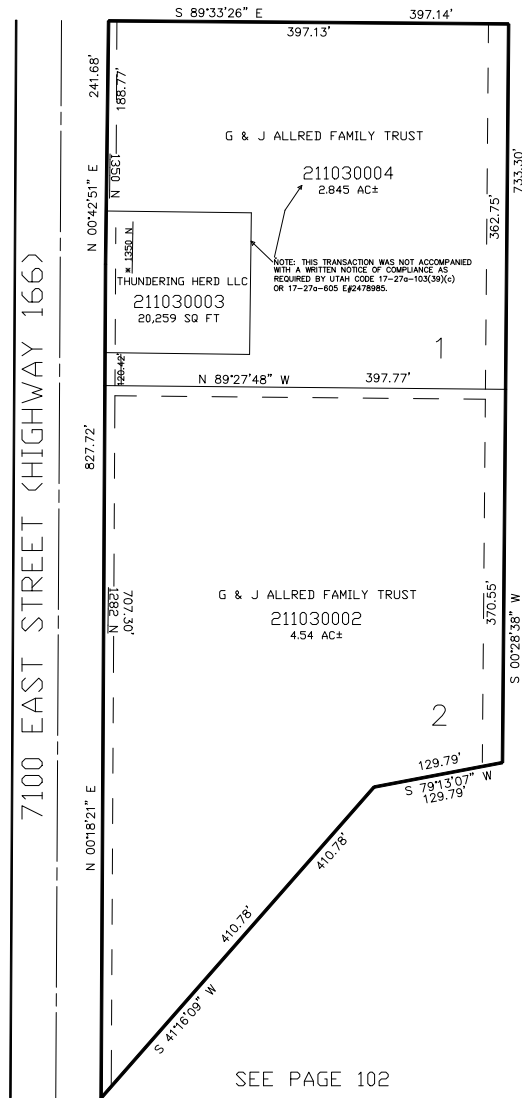 S 89°33'26" E
397.14'
397.13'
241.68'
188.77'
1350 N
N 00°42'51" E
G & J ALLRED FAMILY TRUST
211030004
2.845 AC±
733.30'
362.75'
* 1350 N
THUNDERING HERD LLC
211030003
20,259 SQ FT
NOTE: THIS TRANSACTION WAS NOT ACCOMPANIED
WITH A WRITTEN NOTICE OF COMPLIANCE AS
REQUIRED BY UTAH CODE 17-27a-103(39)(c)
OR 17-27a-605 E#2478985.
1
120.42'
N 89°27'48" W
397.77'
827.72'
7100 EAST STREET (HIGHWAY 166)
707.30'
1282 N
G & J ALLRED FAMILY TRUST
211030002
4.54 AC±
370.55'
S 00°28'38" W
2
129.79'
S 79°13'07" W
129.79'
N 00°18'21" E
410.78'
410.78'
S 41°16'09" W
SEE PAGE 102